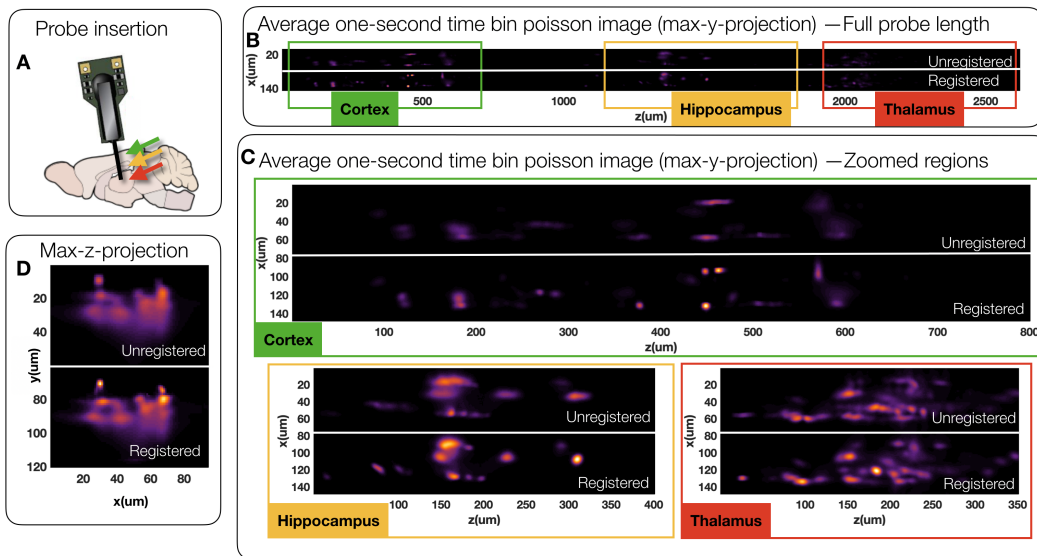 Probe insertion
A
Average one-second time bin poisson image (max-y-projection) —Full probe length
B
x(um)
20
140
Unregistered
Registered
500
1000
2000
2500
z(um)
Cortex
Hippocampus
Thalamus
C
Average one-second time bin poisson image (max-y-projection) —Zoomed regions
x(um)
20
40
60
80
100
120
140
Unregistered
Registered
100
200
300
400
500
600
700
800
z(um)
Cortex
D
Max-z-projection
y(um)
20
40
60
80
100
120
Unregistered
Registered
20
40
60
80
x(um)
x(um)
20
40
60
80
100
120
140
Unregistered
Registered
100
200
300
400
z(um)
Hippocampus
x(um)
20
40
60
80
100
120
140
Unregistered
Registered
50
100
150
200
250
350
z(um)
Thalamus